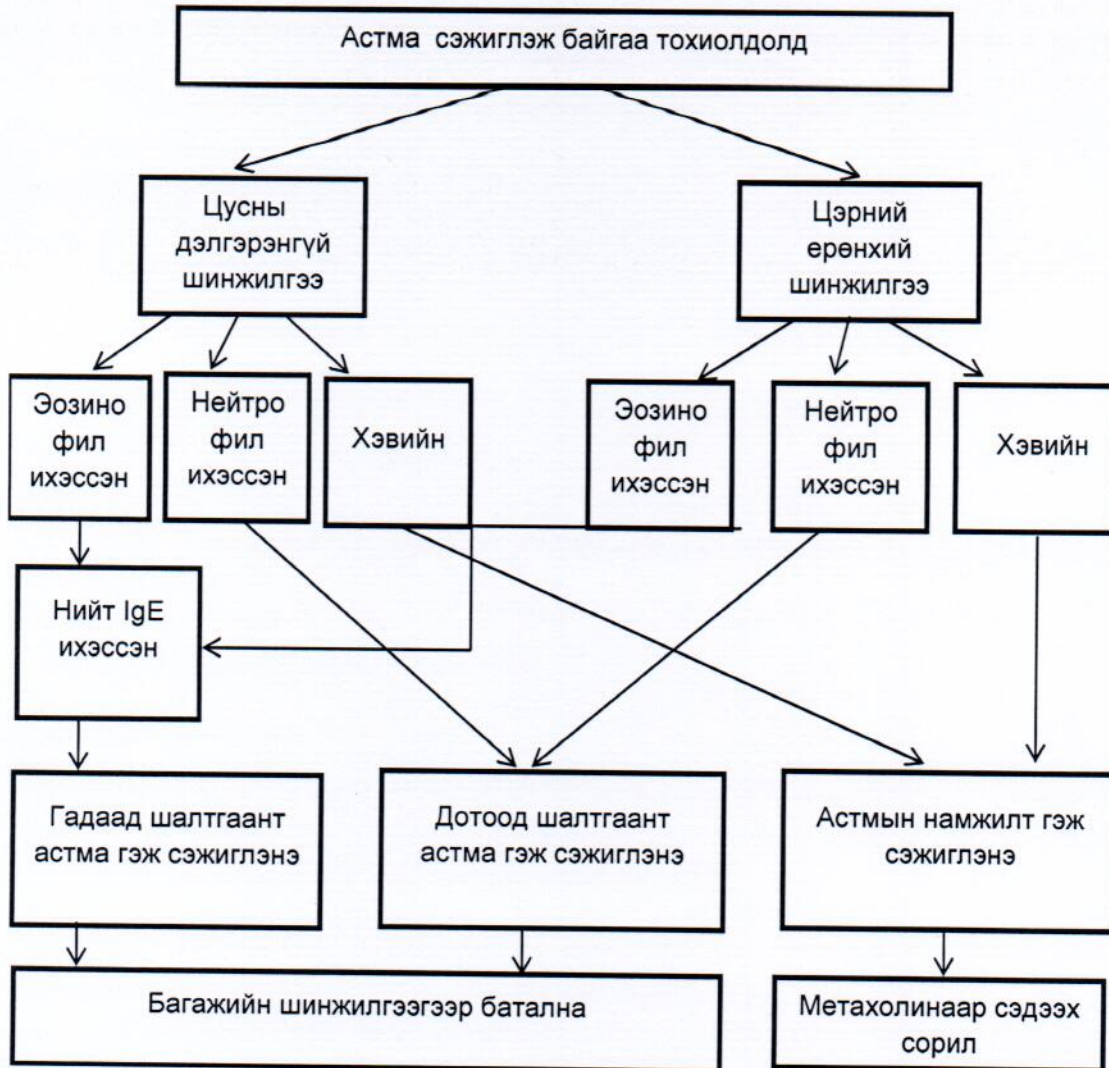 Астма сэжиглэж байгаа тохиолдолд
Цусны
дэлгэрэнгүй
шинжилгээ
Цэрний
ерөнхий
шинжилгээ
Эозино
фил
ихэссэн
Нейтро
фил
ихэссэн
Хэвийн
Эозино
фил
ихэссэн
Нейтро
фил
ихэссэн
Хэвийн
Нийт IgE
ихэссэн
Гадаад шалтгаант
астма гэж сэжиглэнэ
Дотоод шалтгаант
астма гэж сэжиглэнэ
Астмын намжилт гэж
сэжиглэнэ
Багажийн шинжилгээгээр батална
Метахолинаар сэдээх
сорил